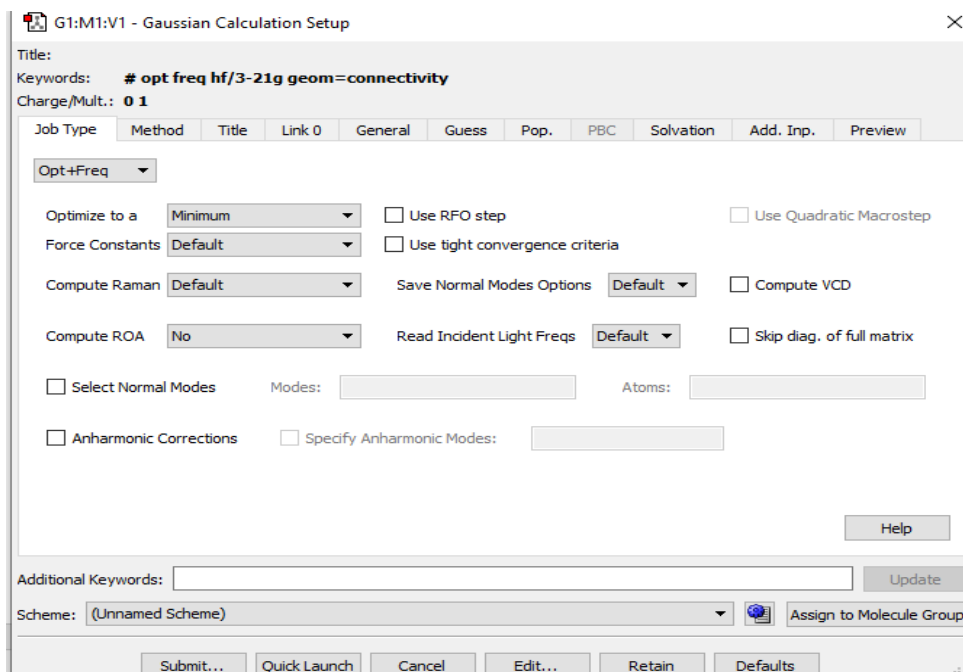 G1:M1:V1 - Gaussian Calculation Setup
Title:
Keywords: # opt freq hf/3-21g geom=connectivity
Charge/Mult.: 0 1
Job Type Method Title Link 0 General Guess Pop. PBC Solvation Add. Inp. Preview
Opt+Freq
Optimize to a Minimum Use RFO step Use Quadratic Macrostep
Force Constants Default Use tight convergence criteria
Compute Raman Default Save Normal Modes Options Default Compute VCD
Compute ROA No Read Incident Light Freqs Default Skip diag. of full matrix
Select Normal Modes Modes: Atoms:
Anharmonic Corrections Specify Anharmonic Modes:
Help
Additional Keywords: Update
Scheme: (Unnamed Scheme) Assign to Molecule Group
Submit... Quick Launch Cancel Edit... Retain Defaults